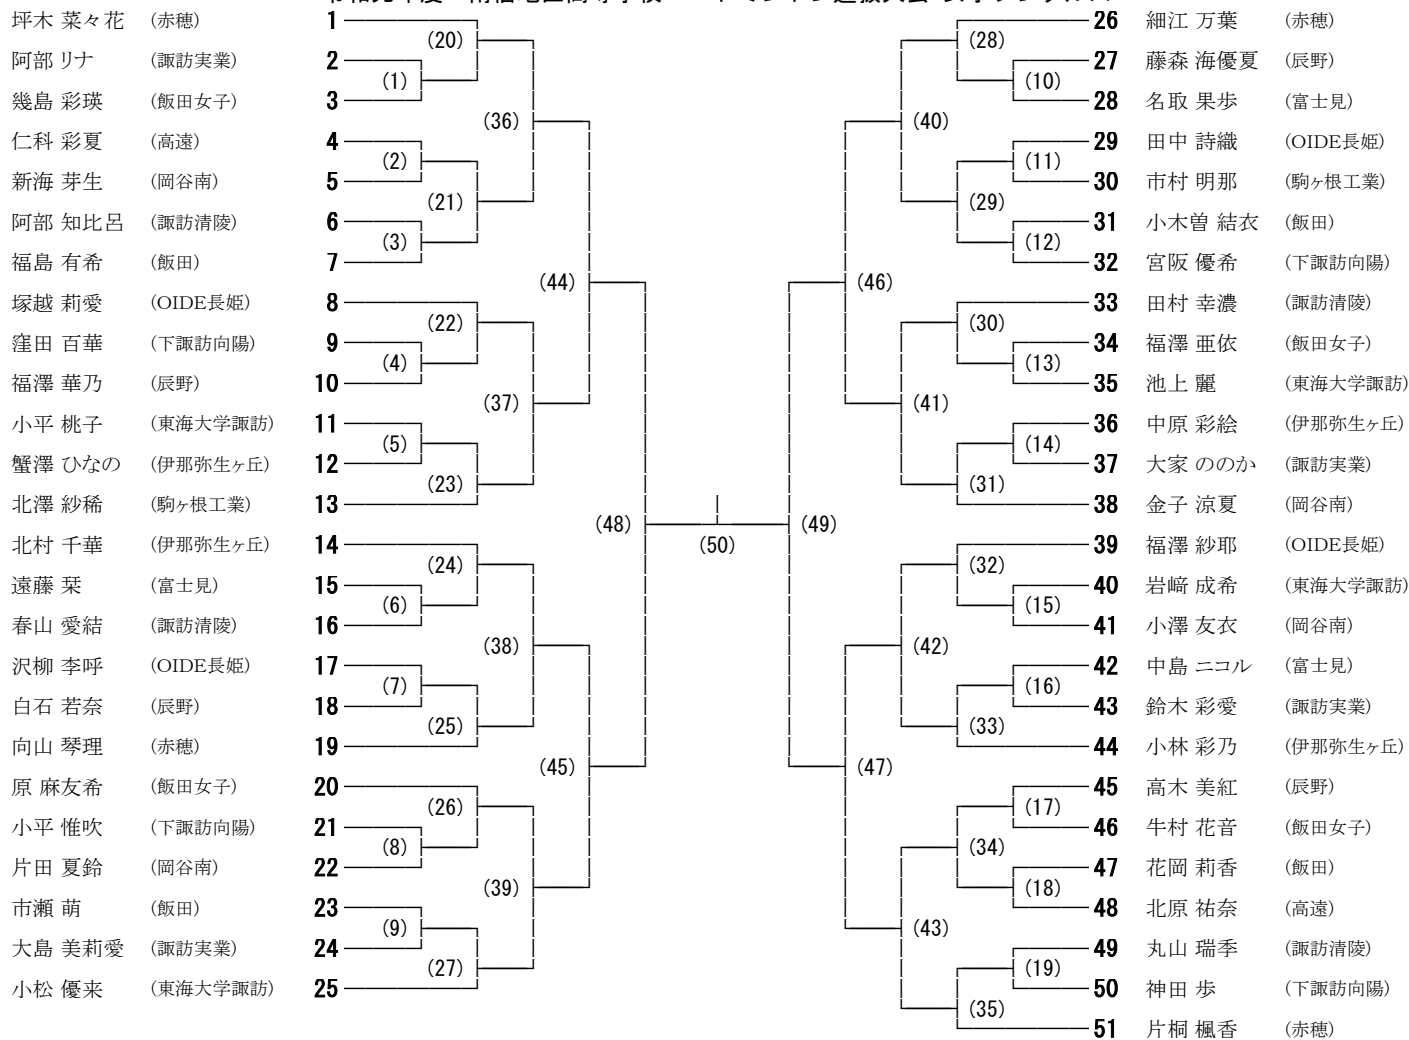 坪木 菜々花 (赤穂) 1
阿部 リナ (諏訪実業) 2
幾島 彩瑛 (飯田女子) 3
仁科 彩夏 (高遠) 4
新海 芽生 (岡谷南) 5
阿部 知比呂 (諏訪清陵) 6
福島 有希 (飯田) 7
塚越 莉愛 (OIDE長姫) 8
窪田 百華 (下諏訪向陽) 9
福澤 華乃 (辰野) 10
小平 桃子 (東海大学諏訪) 11
蟹澤 ひなの (伊那弥生ヶ丘) 12
北澤 紗稀 (駒ヶ根工業) 13
北村 千華 (伊那弥生ヶ丘) 14
遠藤 栞 (富士見) 15
春山 愛結 (諏訪清陵) 16
沢柳 李呼 (OIDE長姫) 17
白石 若奈 (辰野) 18
向山 琴理 (赤穂) 19
原 麻友希 (飯田女子) 20
小平 惟吹 (下諏訪向陽) 21
片田 夏鈴 (岡谷南) 22
市瀬 萌 (飯田) 23
大島 美莉愛 (諏訪実業) 24
小松 優来 (東海大学諏訪) 25
(20)
(1)
(36)
(2)
(21)
(3)
(44)
(22)
(4)
(37)
(5)
(23)
(48)
(24)
(6)
(38)
(7)
(25)
(45)
(26)
(8)
(39)
(9)
(27)
(50)
(28)
(10)
(40)
(11)
(29)
(12)
(46)
(30)
(13)
(41)
(14)
(31)
(49)
(32)
(15)
(42)
(16)
(33)
(47)
(17)
(34)
(18)
(43)
(19)
(35)
26 細江 万葉 (赤穂)
27 藤森 海優夏 (辰野)
28 名取 果歩 (富士見)
29 田中 詩織 (OIDE長姫)
30 市村 明那 (駒ヶ根工業)
31 小木曽 結衣 (飯田)
32 宮阪 優希 (下諏訪向陽)
33 田村 幸濃 (諏訪清陵)
34 福澤 亜依 (飯田女子)
35 池上 麗 (東海大学諏訪)
36 中原 彩絵 (伊那弥生ヶ丘)
37 大家 ののか (諏訪実業)
38 金子 涼夏 (岡谷南)
39 福澤 紗耶 (OIDE長姫)
40 岩﨑 成希 (東海大学諏訪)
41 小澤 友衣 (岡谷南)
42 中島 ニコル (富士見)
43 鈴木 彩愛 (諏訪実業)
44 小林 彩乃 (伊那弥生ヶ丘)
45 高木 美紅 (辰野)
46 牛村 花音 (飯田女子)
47 花岡 莉香 (飯田)
48 北原 祐奈 (高遠)
49 丸山 瑞季 (諏訪清陵)
50 神田 歩 (下諏訪向陽)
51 片桐 楓香 (赤穂)